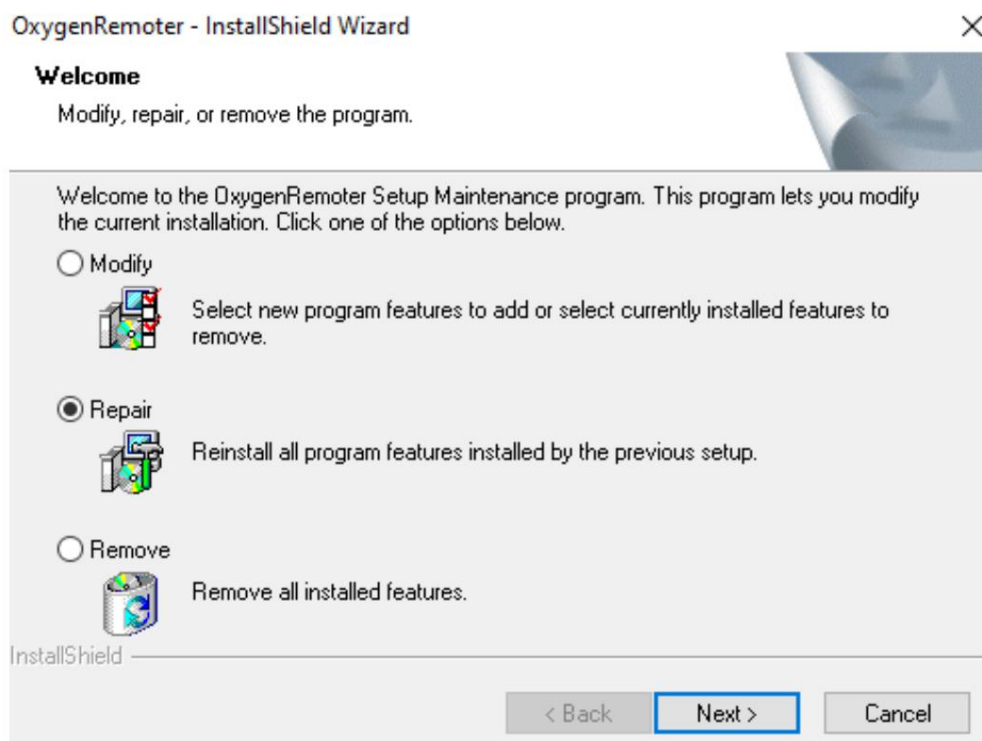 OxygenRemoter - InstallShield Wizard
Welcome
Modify, repair, or remove the program.
Welcome to the OxygenRemoter Setup Maintenance program. This program lets you modify
the current installation. Click one of the options below.
Modify
Select new program features to add or select currently installed features to
remove.
Repair
Reinstall all program features installed by the previous setup.
Remove
Remove all installed features.
InstallShield
< Back
Next >
Cancel